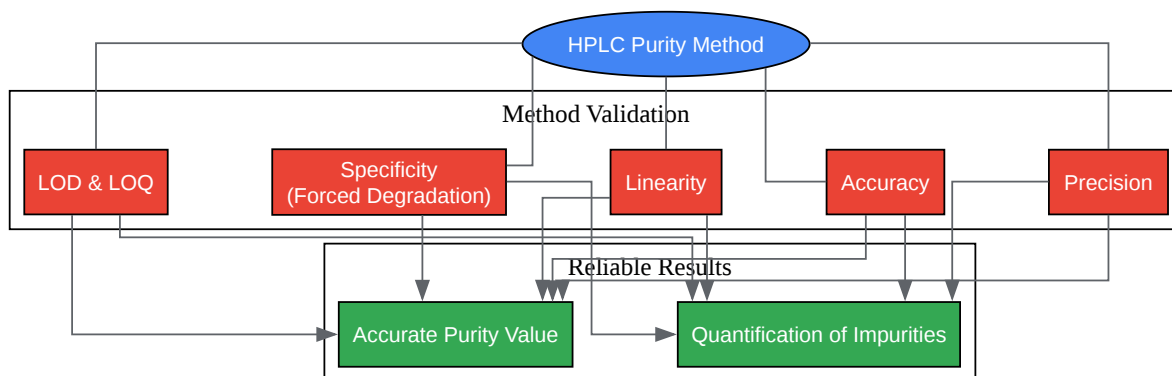 HPLC Purity Method
Method Validation
LOD & LOQ
Specificity
(Forced Degradation)
Linearity
Accuracy
Precision
Reliable Results
Accurate Purity Value
Quantification of Impurities